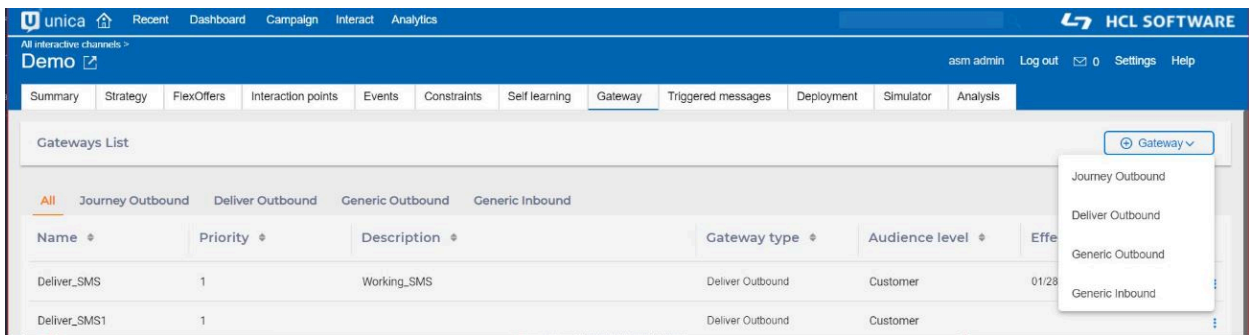 unica Recent Dashboard Campaign Interact Analytics HCL SOFTWARE
All interactive channels >
Demo asm admin Log out 0 Settings Help
Summary Strategy FlexOffers Interaction points Events Constraints Self learning Gateway Triggered messages Deployment Simulator Analysis
Gateways List Gateway
Journey Outbound
All Journey Outbound Deliver Outbound Generic Outbound Generic Inbound
Deliver Outbound
Name Priority Description Gateway type Audience level Effe
Generic Outbound
Deliver_SMS 1 Working_SMS Deliver Outbound Customer 01/28
Generic Inbound
Deliver_SMS1 1 Deliver Outbound Customer